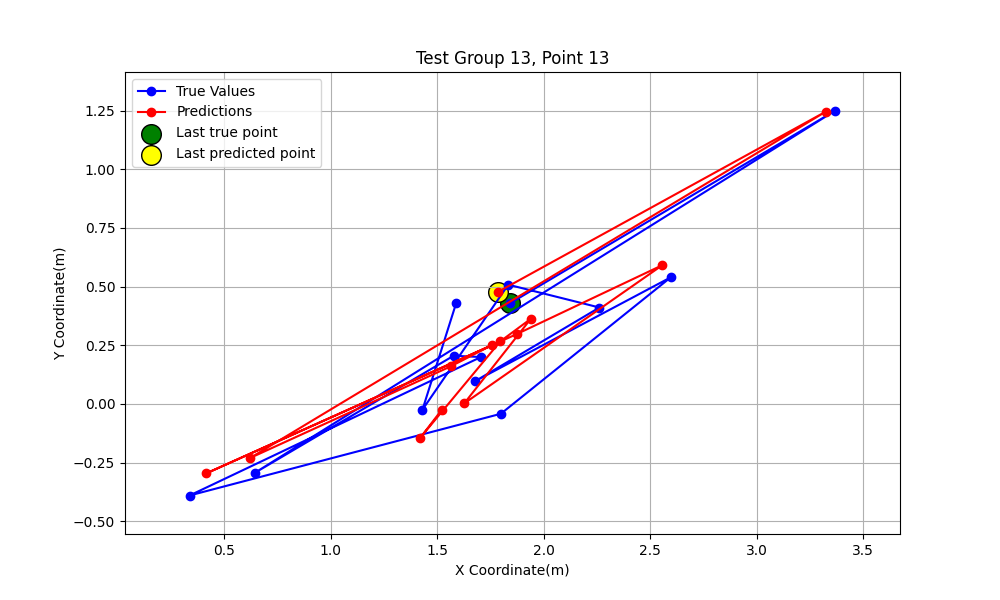 Test Group 13, Point 13
True Values
Predictions
Last true point
Last predicted point
Y Coordinate(m)
1.25
1.00
0.75
0.50
0.25
0.00
−0.25
−0.50
0.5 1.0 1.5 2.0 2.5 3.0 3.5
X Coordinate(m)